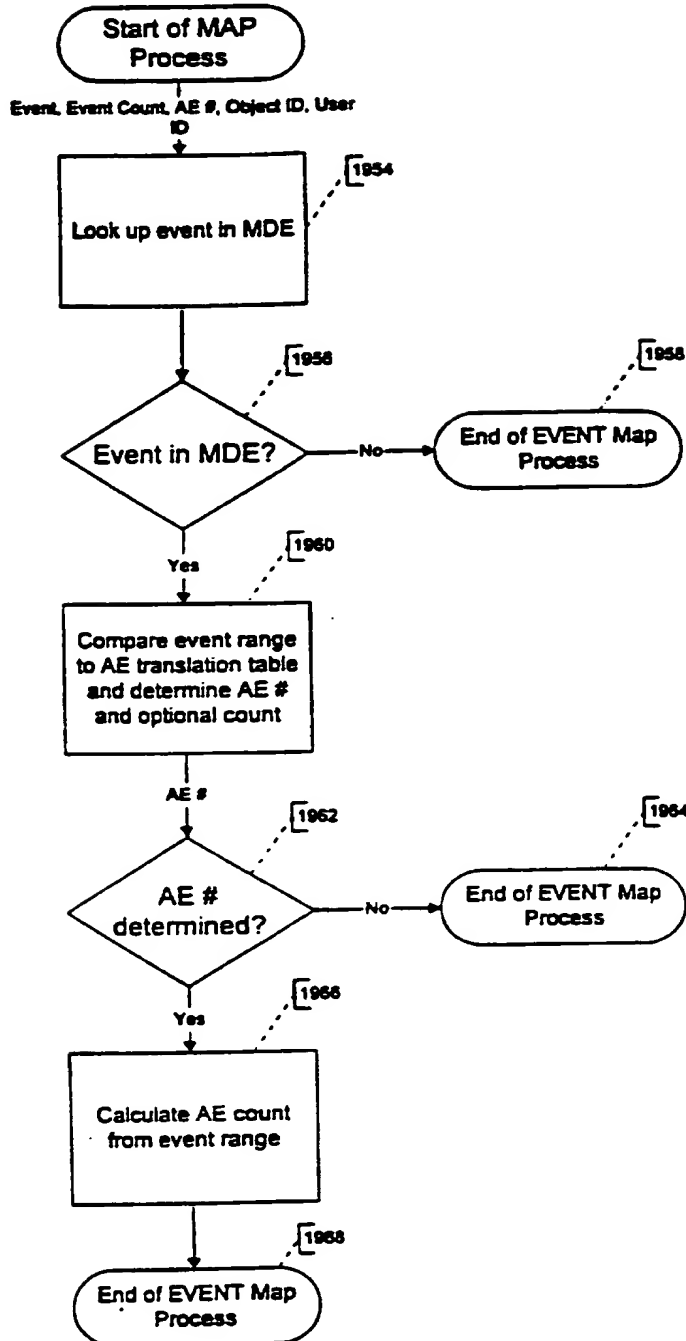 Start of MAP
Process
Event, Event Count, AE #, Object ID, User
ID
1954
Look up event in MDE
1956
1958
Event in MDE?
No
End of EVENT Map
Process
Yes
1960
Compare event range
to AE translation table
and determine AE #
and optional count
AE #
1962
1964
AE #
determined?
No
End of EVENT Map
Process
Yes
1966
Calculate AE count
from event range
1968
End of EVENT Map
Process